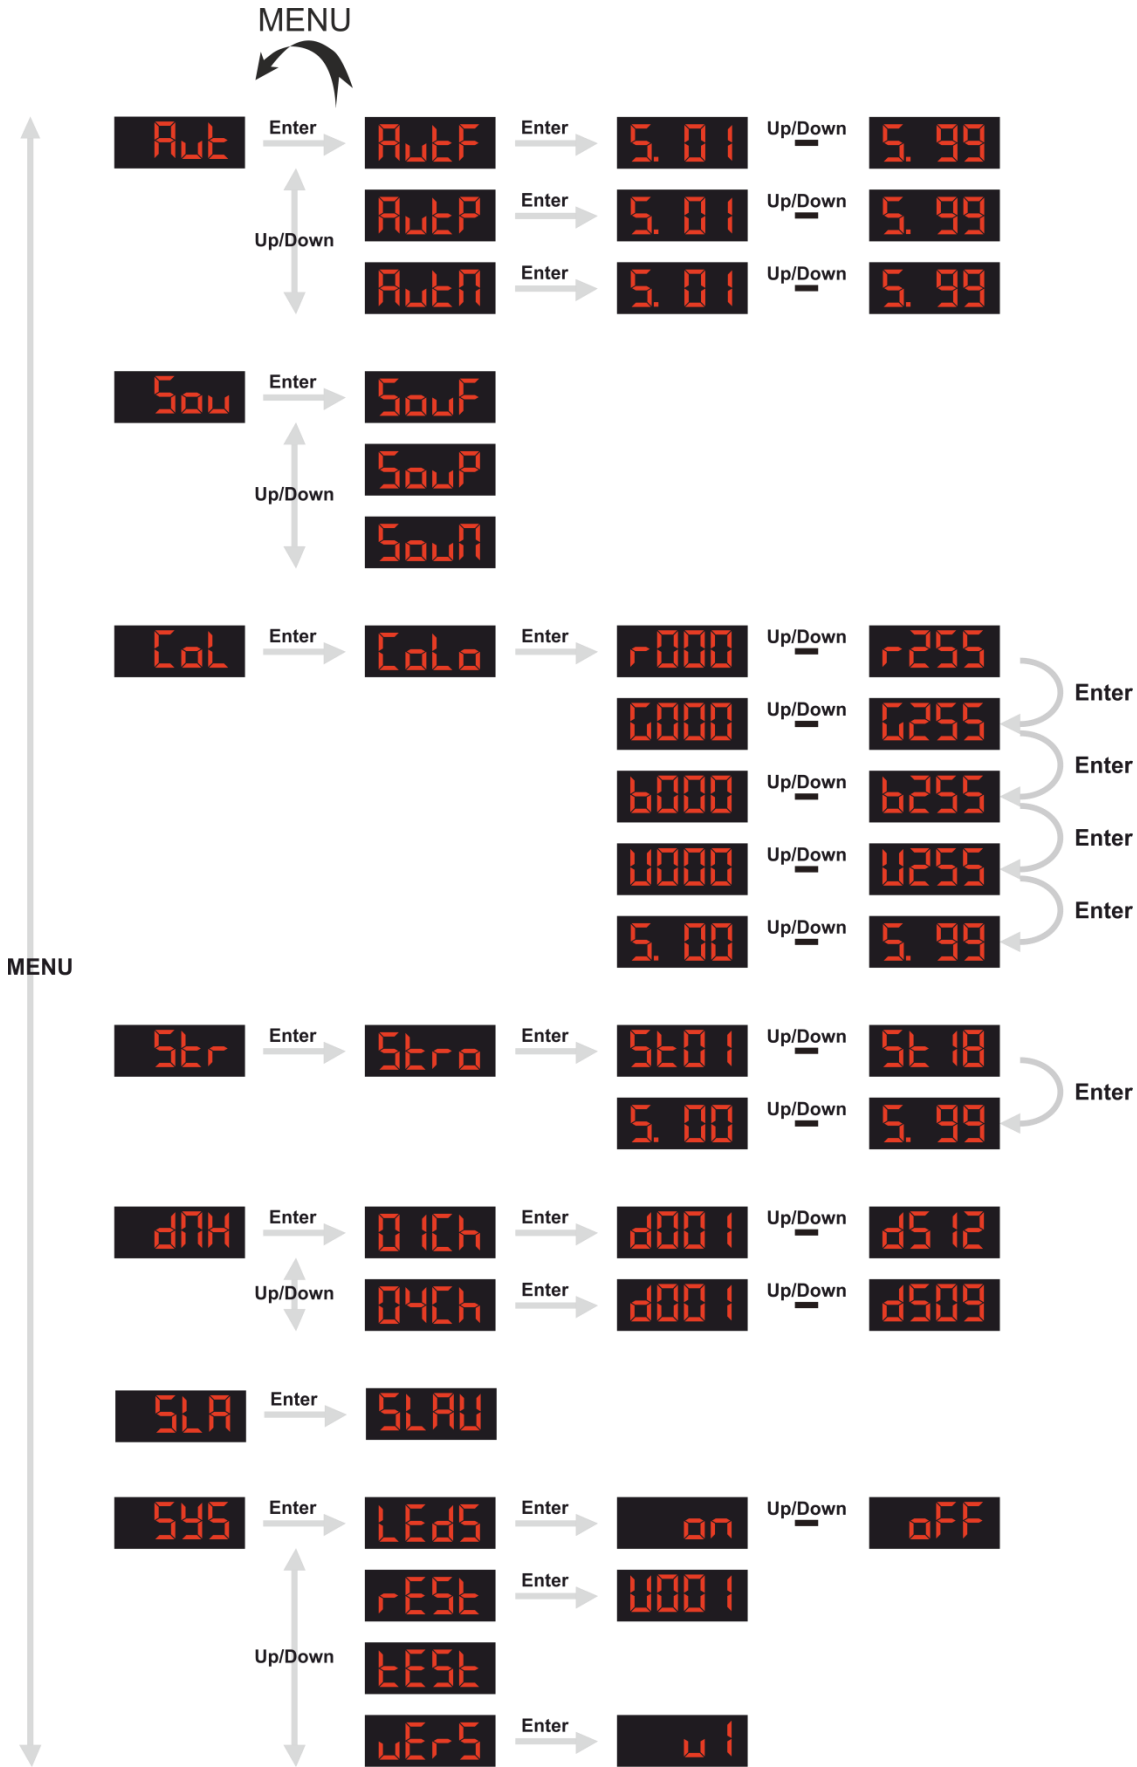 MENU
Aut Enter AutF Enter S. 01 Up/Down S. 99
AutP Enter S. 01 Up/Down S. 99
Up/Down
AutM Enter S. 01 Up/Down S. 99
Sou Enter SouF
SouP
Up/Down
SouM
CoL Enter CoLo Enter r000 Up/Down r255
Enter
G000 Up/Down G255
Enter
b000 Up/Down b255
Enter
U000 Up/Down U255
Enter
S. 00 Up/Down S. 99
MENU
Str Enter Stro Enter St01 Up/Down St18
Enter
S. 00 Up/Down S. 99
dMH Enter 01Ch Enter d001 Up/Down d512
Up/Down 04Ch Enter d001 Up/Down d509
SLA Enter SLAU
SYS Enter LEdS Enter on Up/Down oFF
rESt Enter U001
Up/Down
tESt
vErS Enter v1